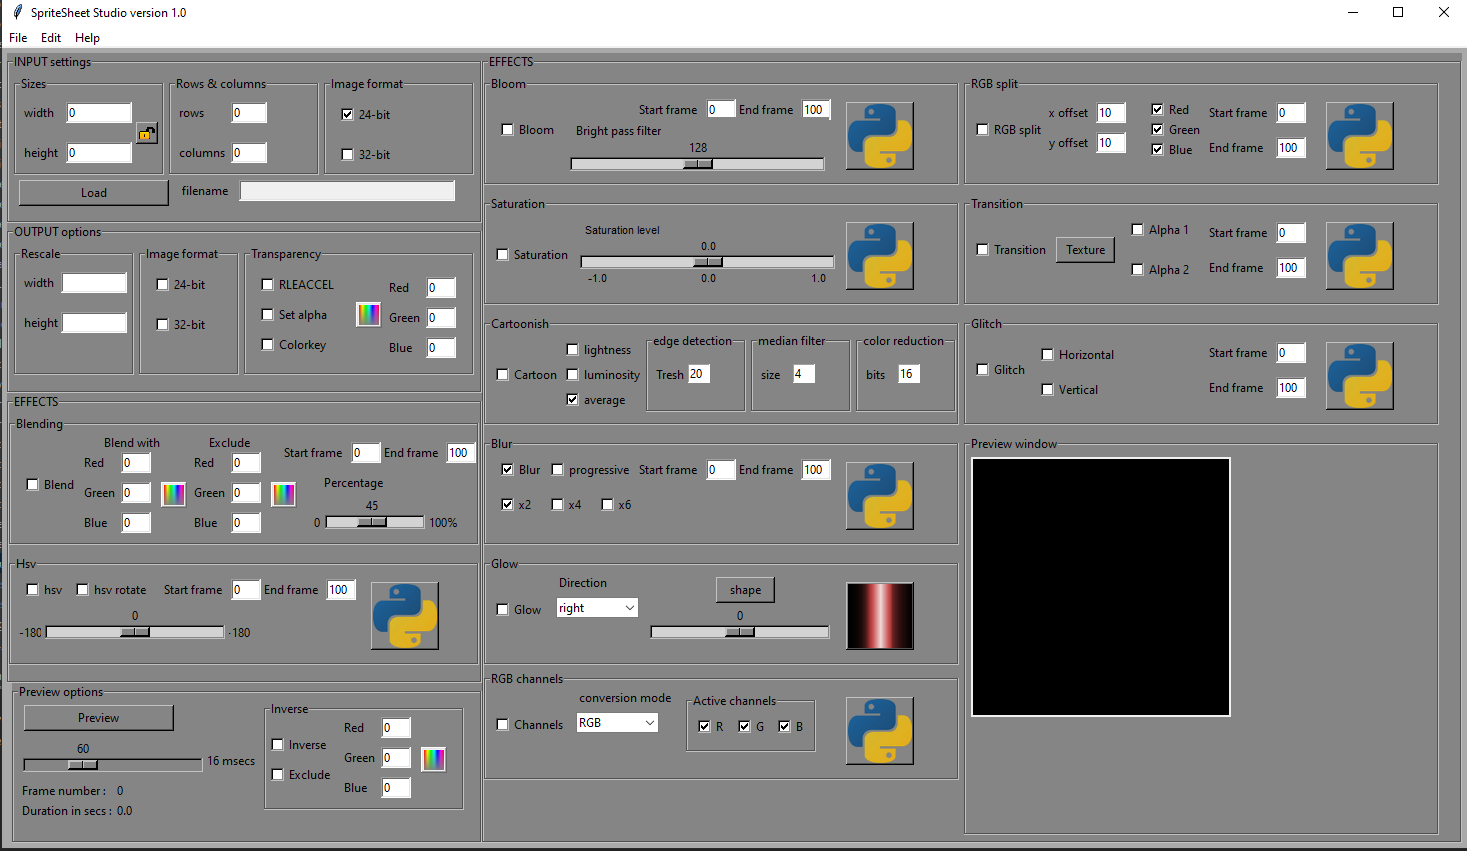 SpriteSheet Studio version 1.0
File Edit Help
INPUT settings
Sizes
width 0
height 0
Rows & columns
rows 0
columns 0
Image format
24-bit
32-bit
Load
filename
OUTPUT options
Rescale
width
height
Image format
24-bit
32-bit
Transparency
RLEACCEL
Set alpha
Colorkey
Red 0
Green 0
Blue 0
EFFECTS
Blending
Blend
Blend with
Red 0
Green 0
Blue 0
Exclude
Red 0
Green 0
Blue 0
Start frame 0 End frame 100
Percentage
45
0 100%
Hsv
hsv hsv rotate Start frame 0 End frame 100
0
-180 -180
Preview options
Preview
60
16 msecs
Frame number : 0
Duration in secs : 0.0
Inverse
Inverse
Exclude
Red 0
Green 0
Blue 0
EFFECTS
Bloom
Start frame 0 End frame 100
Bloom
Bright pass filter
128
Saturation
Saturation level
0.0
Saturation
-1.0 0.0 1.0
Cartoonish
Cartoon
lightness
luminosity
average
edge detection
Tresh 20
median filter
size 4
color reduction
bits 16
Blur
Blur progressive Start frame 0 End frame 100
x2 x4 x6
Glow
Glow
Direction
right
shape
0
RGB channels
Channels
conversion mode
RGB
Active channels
R G B
RGB split
RGB split
x offset 10
y offset 10
Red
Green
Blue
Start frame 0
End frame 100
Transition
Transition
Texture
Alpha 1
Alpha 2
Start frame 0
End frame 100
Glitch
Glitch
Horizontal
Vertical
Start frame 0
End frame 100
Preview window